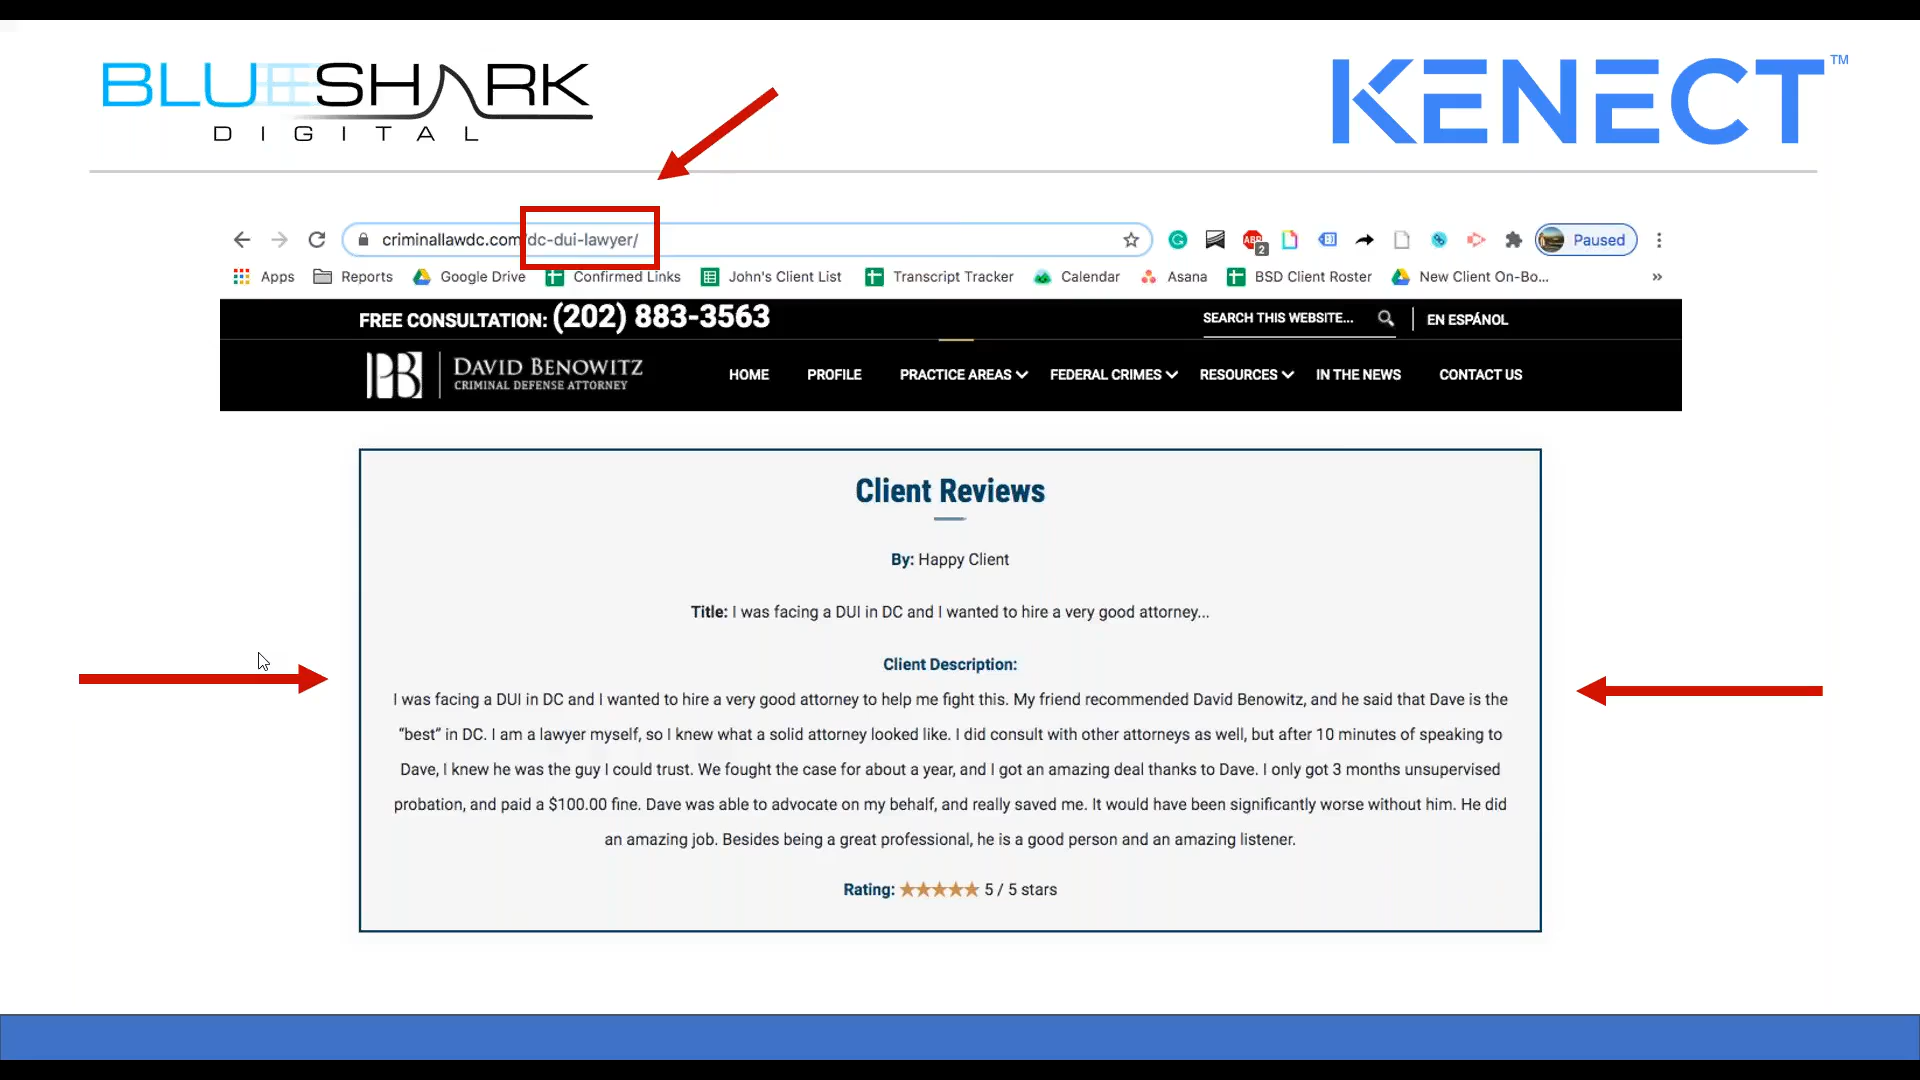 BLUESHARK
DIGITAL
KENECT™
criminallawdc.com/dc-dui-lawyer/
ABP
2
Paused
Apps Reports Google Drive Confirmed Links John's Client List Transcript Tracker Calendar Asana BSD Client Roster New Client On-Bo... »
FREE CONSULTATION: (202) 883-3563
SEARCH THIS WEBSITE...
EN ESPAÑOL
DAVID BENOWITZ
CRIMINAL DEFENSE ATTORNEY
HOME PROFILE PRACTICE AREAS FEDERAL CRIMES RESOURCES IN THE NEWS CONTACT US
Client Reviews
By: Happy Client
Title: I was facing a DUI in DC and I wanted to hire a very good attorney...
Client Description:
I was facing a DUI in DC and I wanted to hire a very good attorney to help me fight this. My friend recommended David Benowitz, and he said that Dave is the
“best” in DC. I am a lawyer myself, so I knew what a solid attorney looked like. I did consult with other attorneys as well, but after 10 minutes of speaking to
Dave, I knew he was the guy I could trust. We fought the case for about a year, and I got an amazing deal thanks to Dave. I only got 3 months unsupervised
probation, and paid a $100.00 fine. Dave was able to advocate on my behalf, and really saved me. It would have been significantly worse without him. He did
an amazing job. Besides being a great professional, he is a good person and an amazing listener.
Rating: ★★★★★ 5 / 5 stars